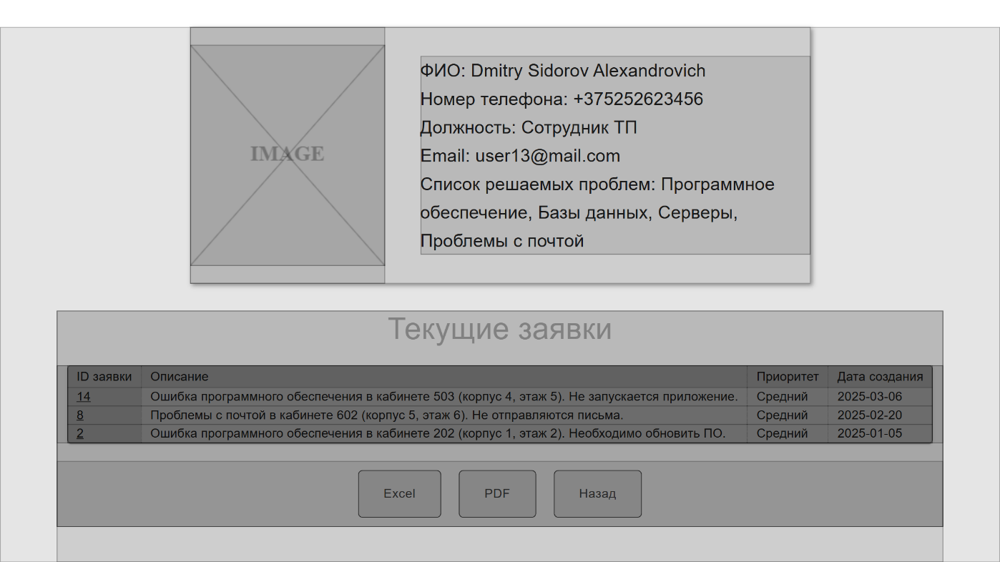 IMAGE
ФИО: Dmitry Sidorov Alexandrovich
Номер телефона: +375252623456
Должность: Сотрудник ТП
Email: user13@mail.com
Список решаемых проблем: Программное
обеспечение, Базы данных, Серверы,
Проблемы с почтой
Текущие заявки
ID заявки Описание Приоритет Дата создания
14 Ошибка программного обеспечения в кабинете 503 (корпус 4, этаж 5). Не запускается приложение. Средний 2025-03-06
8 Проблемы с почтой в кабинете 602 (корпус 5, этаж 6). Не отправляются письма. Средний 2025-02-20
2 Ошибка программного обеспечения в кабинете 202 (корпус 1, этаж 2). Необходимо обновить ПО. Средний 2025-01-05
Excel PDF Назад